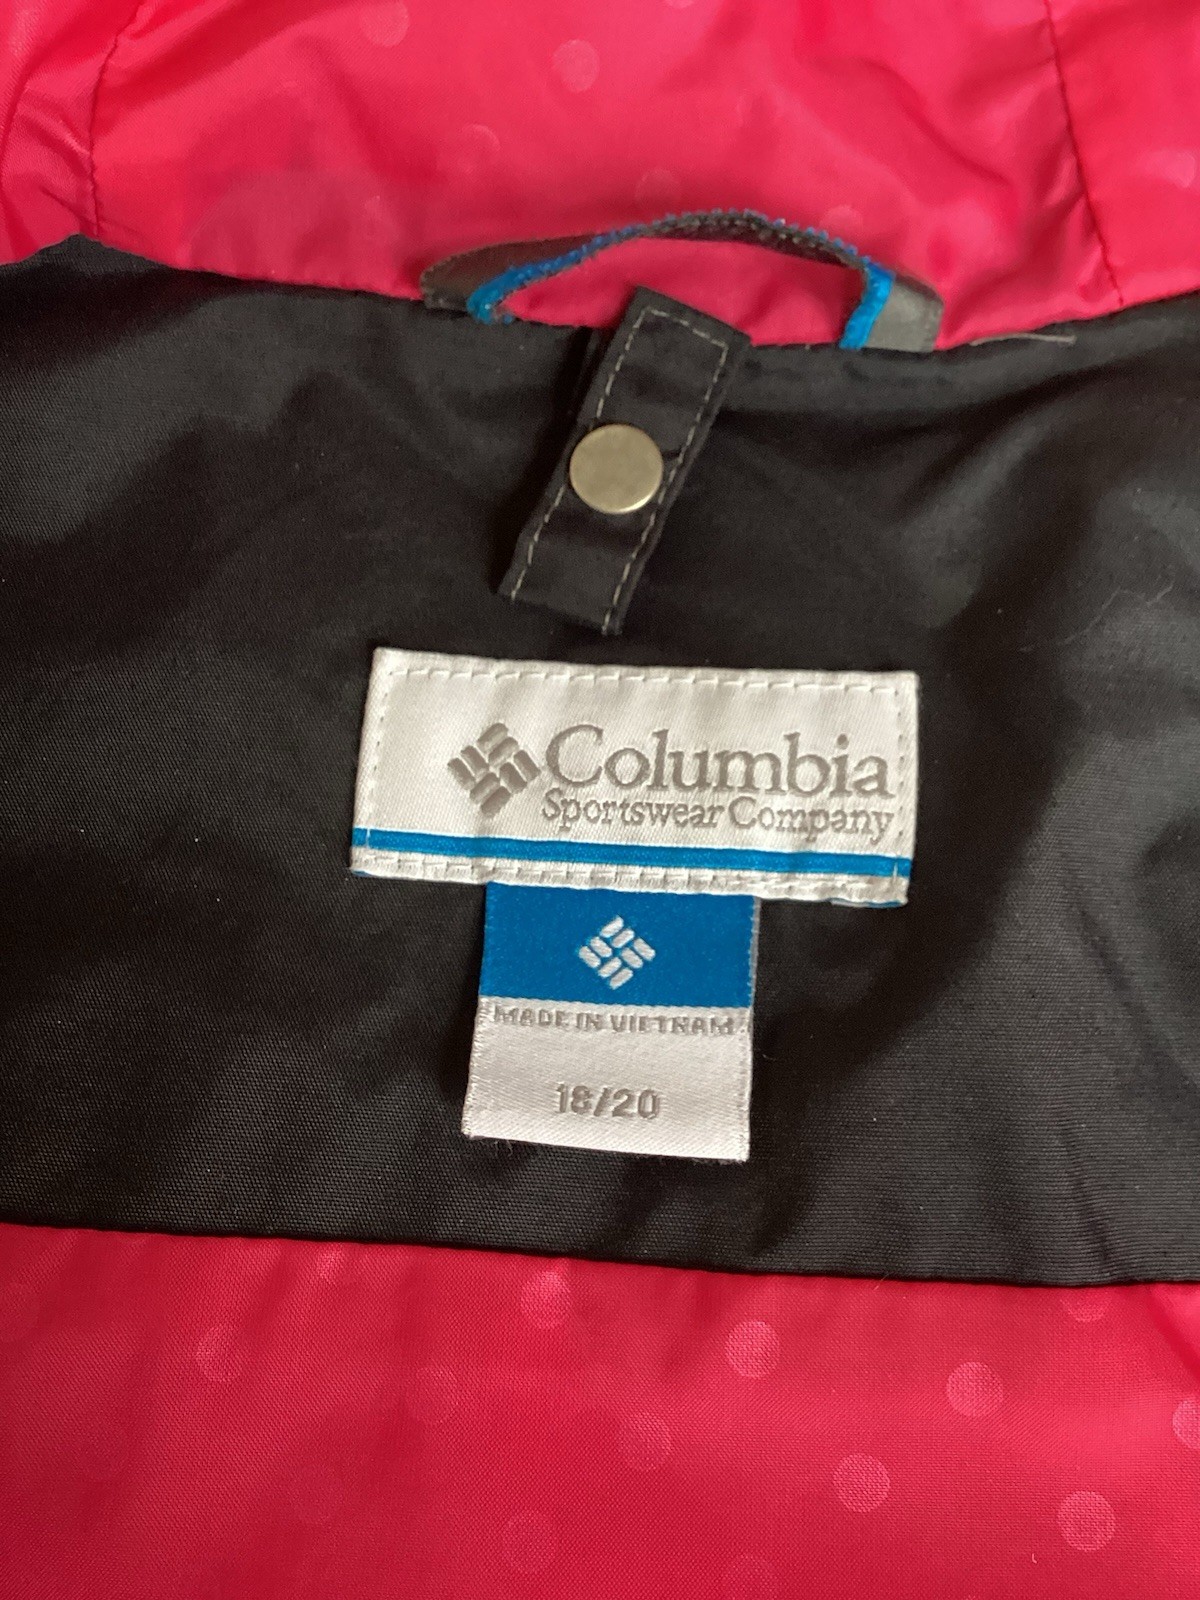 Columbia
Sportswear Company
MADE IN VIETNAM
18/20